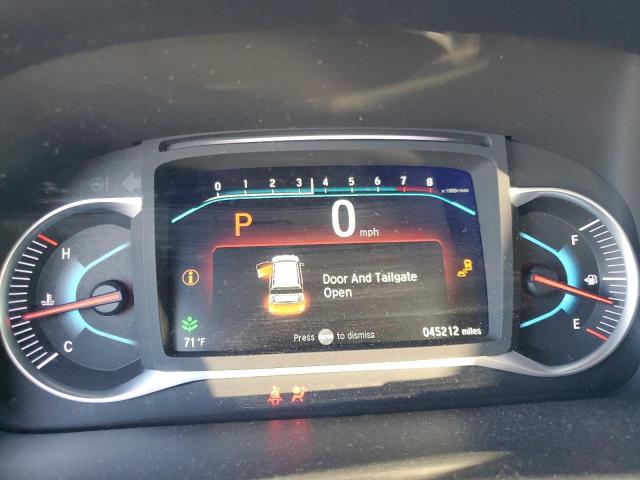 0 1 2 3 4 5 6 7 8 x 1000r/min
P 0 mph
H
C
F
E
Door And Tailgate
Open
Press to dismiss
71°F
045212 miles